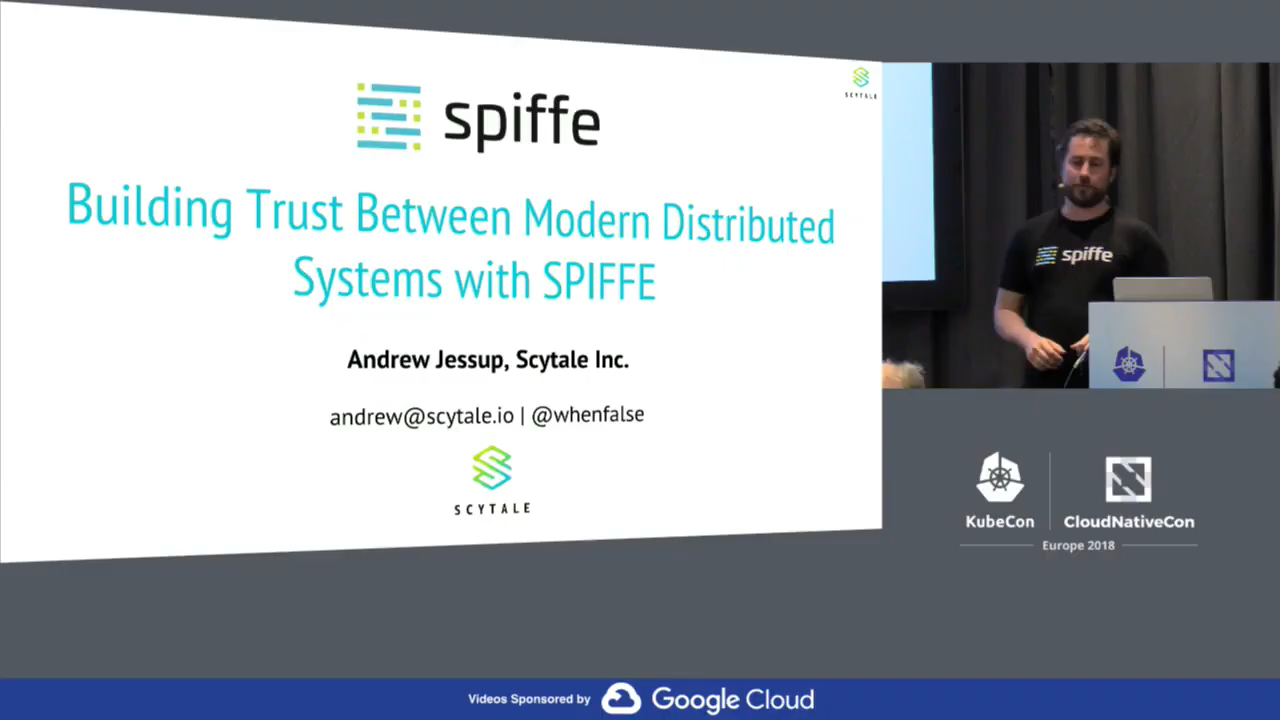 SCYTALE
spiffe
Building Trust Between Modern Distributed
Systems with SPIFFE
Andrew Jessup, Scytale Inc.
andrew@scytale.io | @whenfalse
SCYTALE
spiffe
KubeCon
CloudNativeCon
Europe 2018
Videos Sponsored by Google Cloud